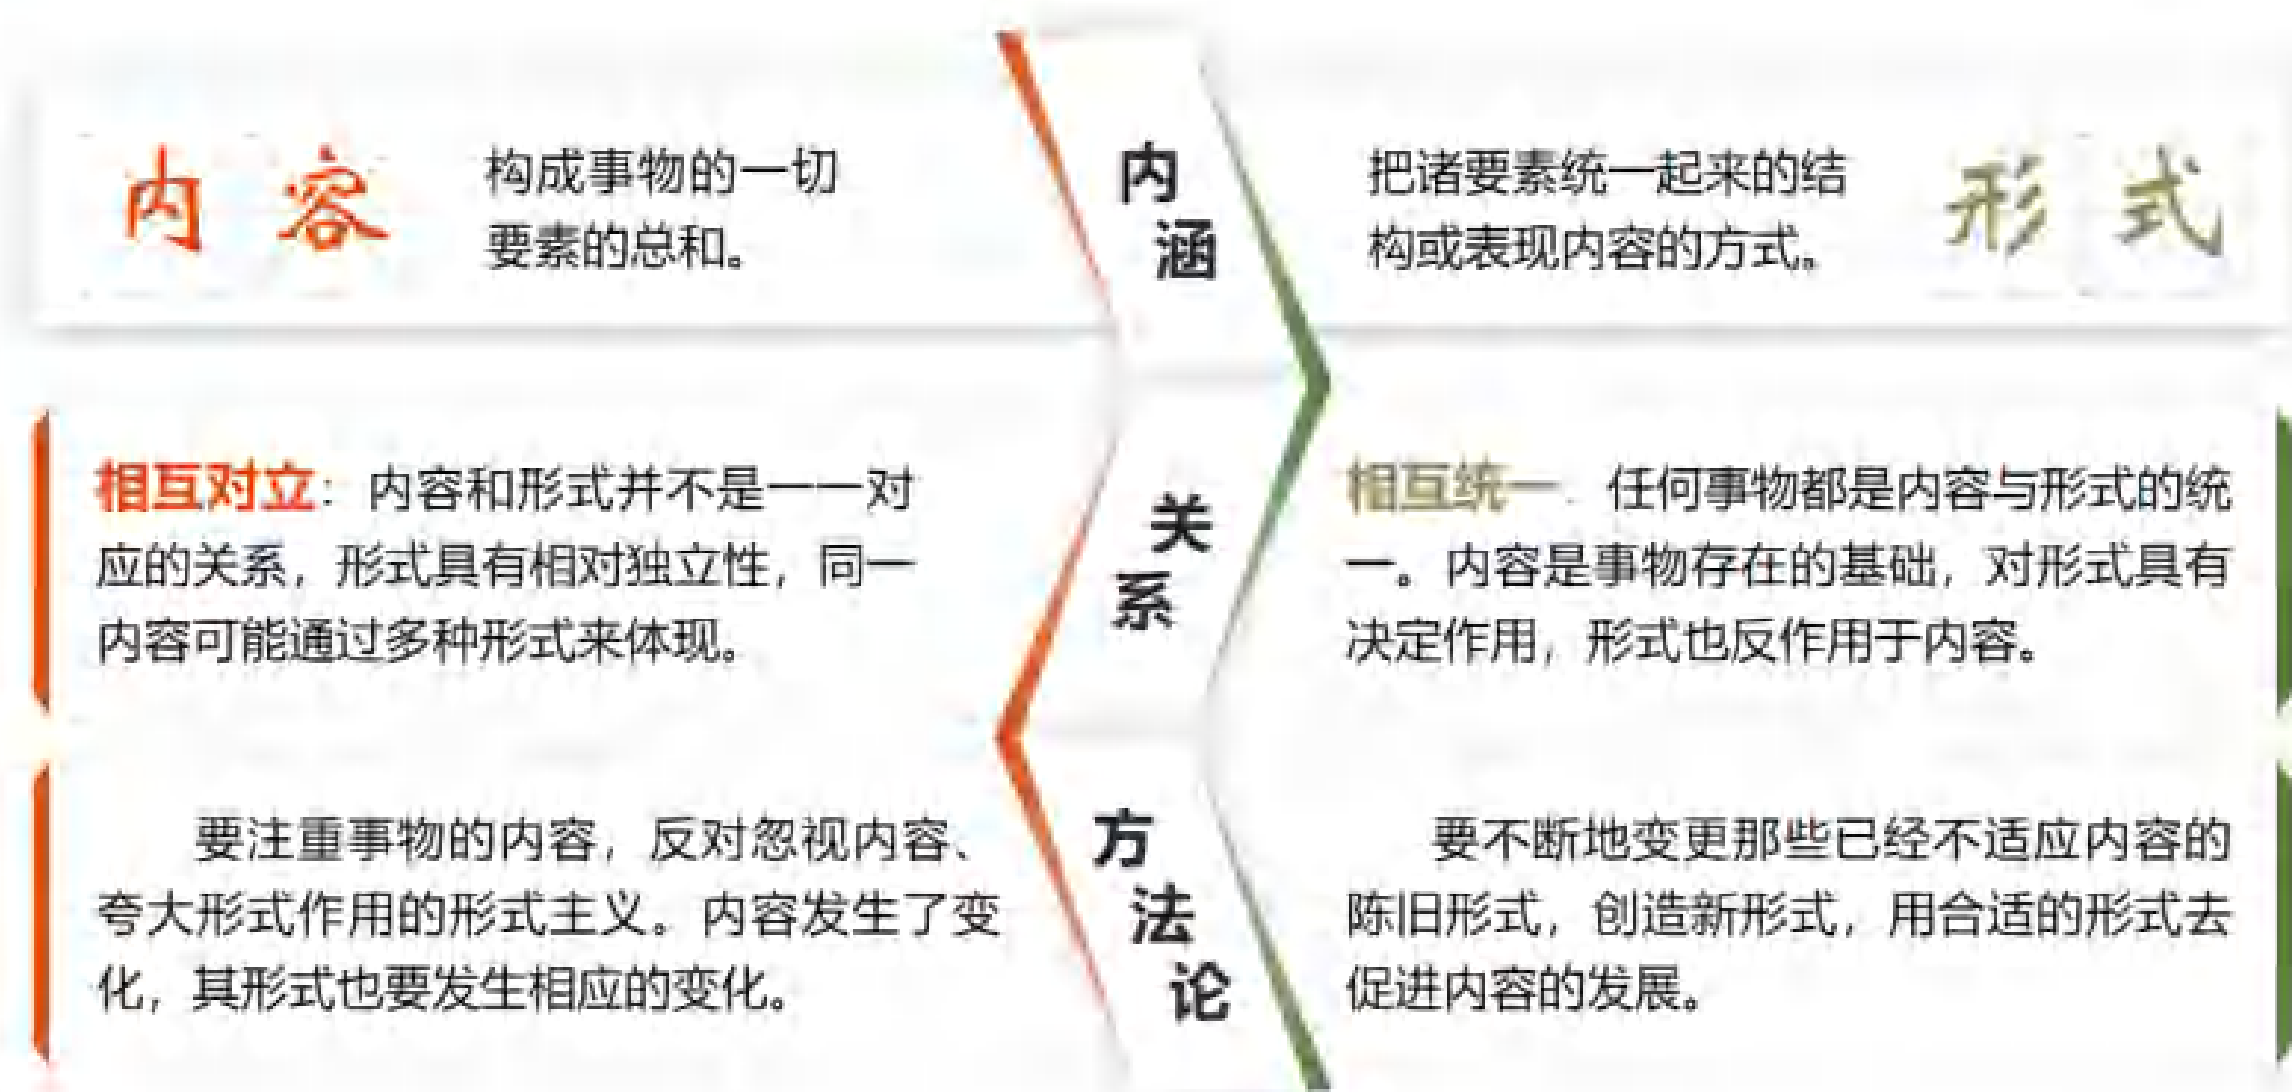 内容
构成事物的一切
要素的总和。
内涵
把诸要素统一起来的结
构或表现内容的方式。
形式
相互对立：内容和形式并不是一一对
应的关系，形式具有相对独立性，同一
内容可能通过多种形式来体现。
关系
相互统一：任何事物都是内容与形式的统
一。内容是事物存在的基础，对形式具有
决定作用，形式也反作用于内容。
要注重事物的内容，反对忽视内容、
夸大形式作用的形式主义。内容发生了变
化，其形式也要发生相应的变化。
方法论
要不断地变更那些已经不适应内容的
陈旧形式，创造新形式，用合适的形式去
促进内容的发展。